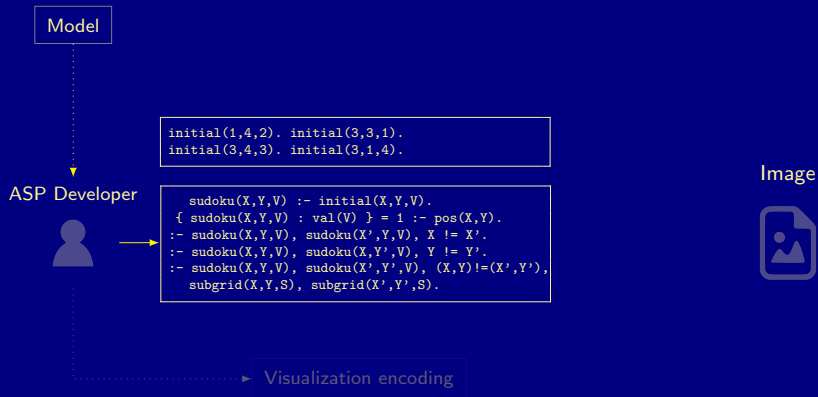 Model
initial(1,4,2). initial(3,3,1).
initial(3,4,3). initial(3,1,4).
Image
ASP Developer
sudoku(X,Y,V) :- initial(X,Y,V).
{ sudoku(X,Y,V) : val(V) } = 1 :- pos(X,Y).
:- sudoku(X,Y,V), sudoku(X',Y,V), X != X'.
:- sudoku(X,Y,V), sudoku(X,Y',V), Y != Y'.
:- sudoku(X,Y,V), sudoku(X',Y',V), (X,Y)!=(X',Y'),
subgrid(X,Y,S), subgrid(X',Y',S).
Visualization encoding